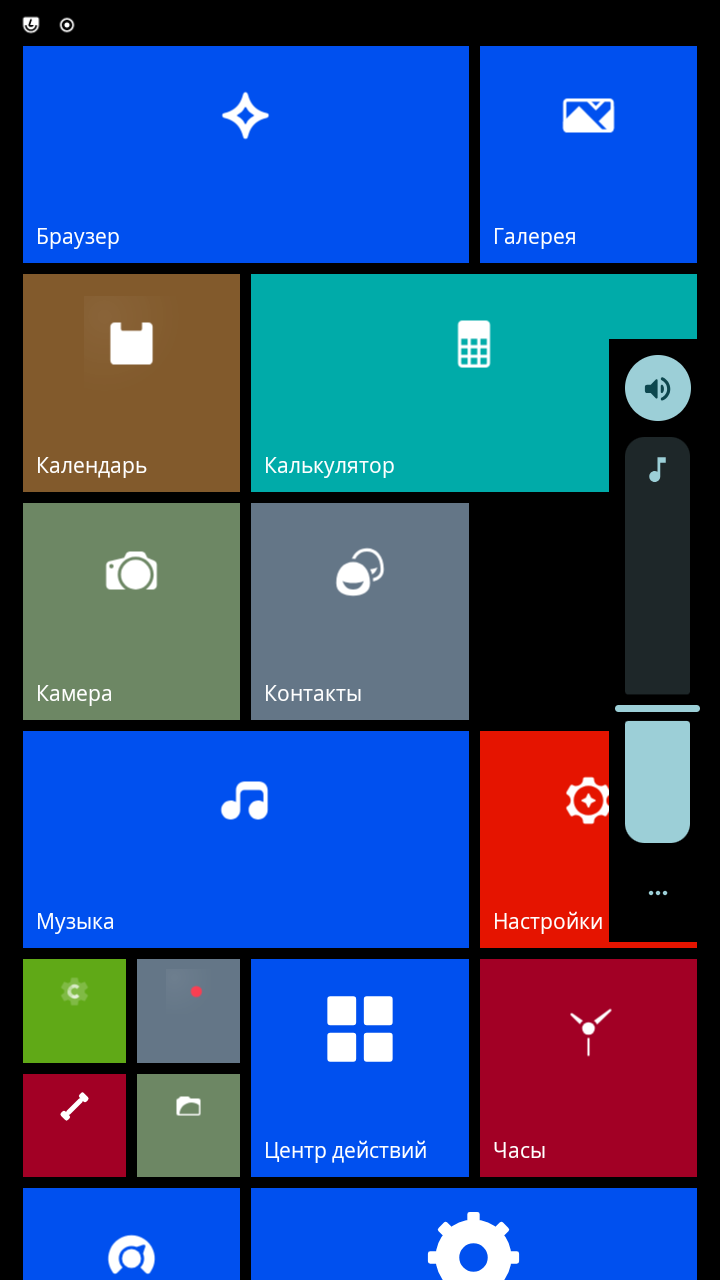 Браузер
Галерея
Календарь
Калькулятор
Камера
Контакты
Музыка
Настройки
Центр действий
Часы